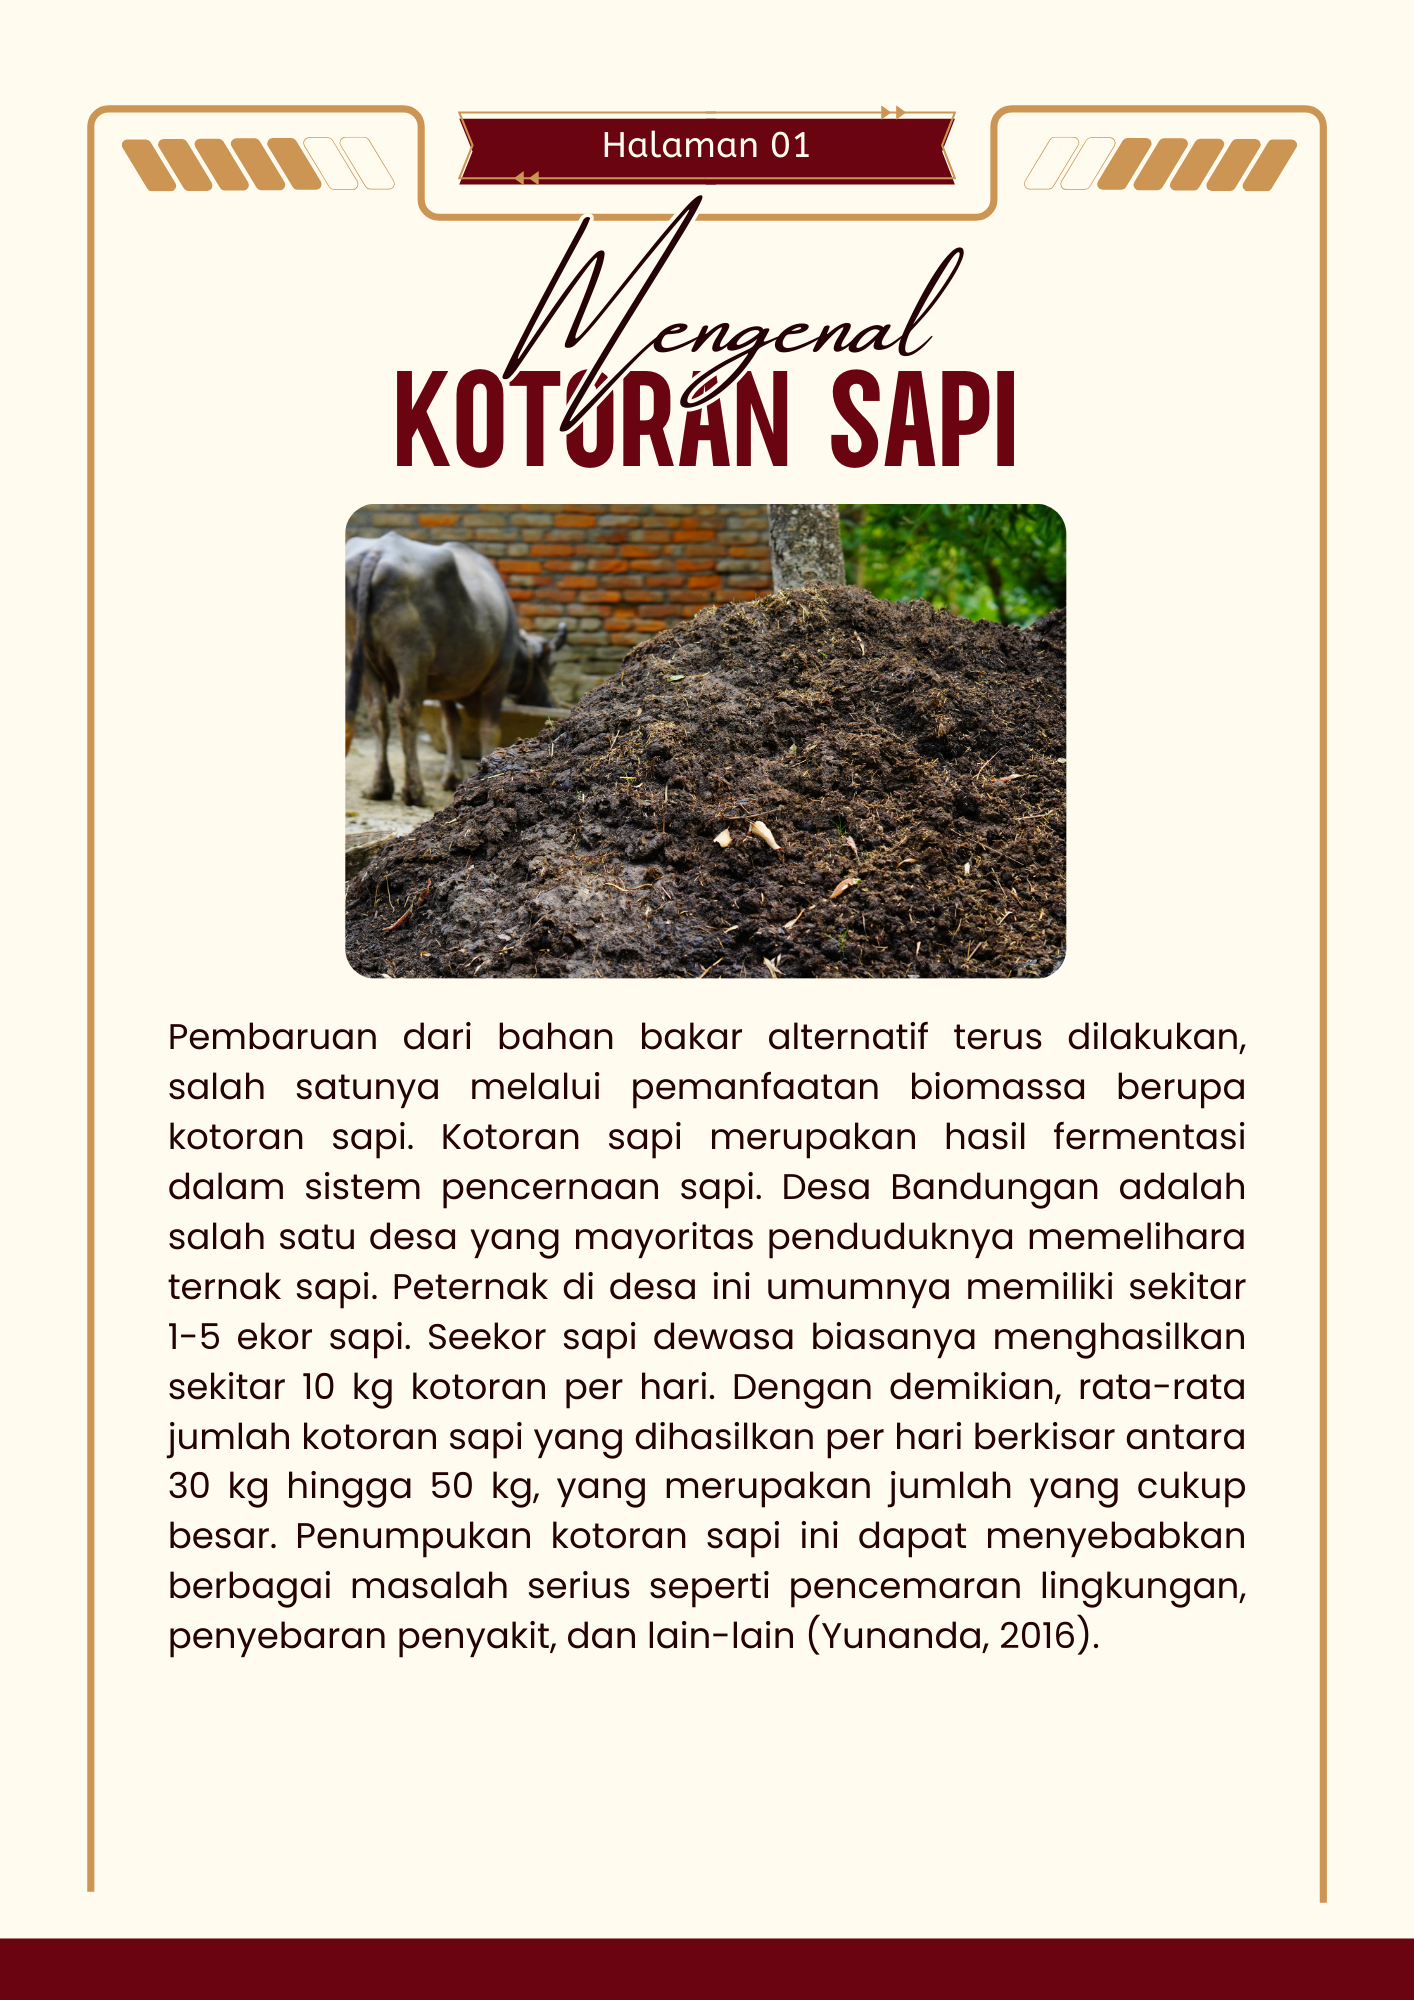 Halaman 01
Mengenal
KOTORAN SAPI
Pembaruan dari bahan bakar alternatif terus dilakukan,
salah satunya melalui pemanfaatan biomassa berupa
kotoran sapi. Kotoran sapi merupakan hasil fermentasi
dalam sistem pencernaan sapi. Desa Bandungan adalah
salah satu desa yang mayoritas penduduknya memelihara
ternak sapi. Peternak di desa ini umumnya memiliki sekitar
1-5 ekor sapi. Seekor sapi dewasa biasanya menghasilkan
sekitar 10 kg kotoran per hari. Dengan demikian, rata-rata
jumlah kotoran sapi yang dihasilkan per hari berkisar antara
30 kg hingga 50 kg, yang merupakan jumlah yang cukup
besar. Penumpukan kotoran sapi ini dapat menyebabkan
berbagai masalah serius seperti pencemaran lingkungan,
penyebaran penyakit, dan lain-lain (Yunanda, 2016).